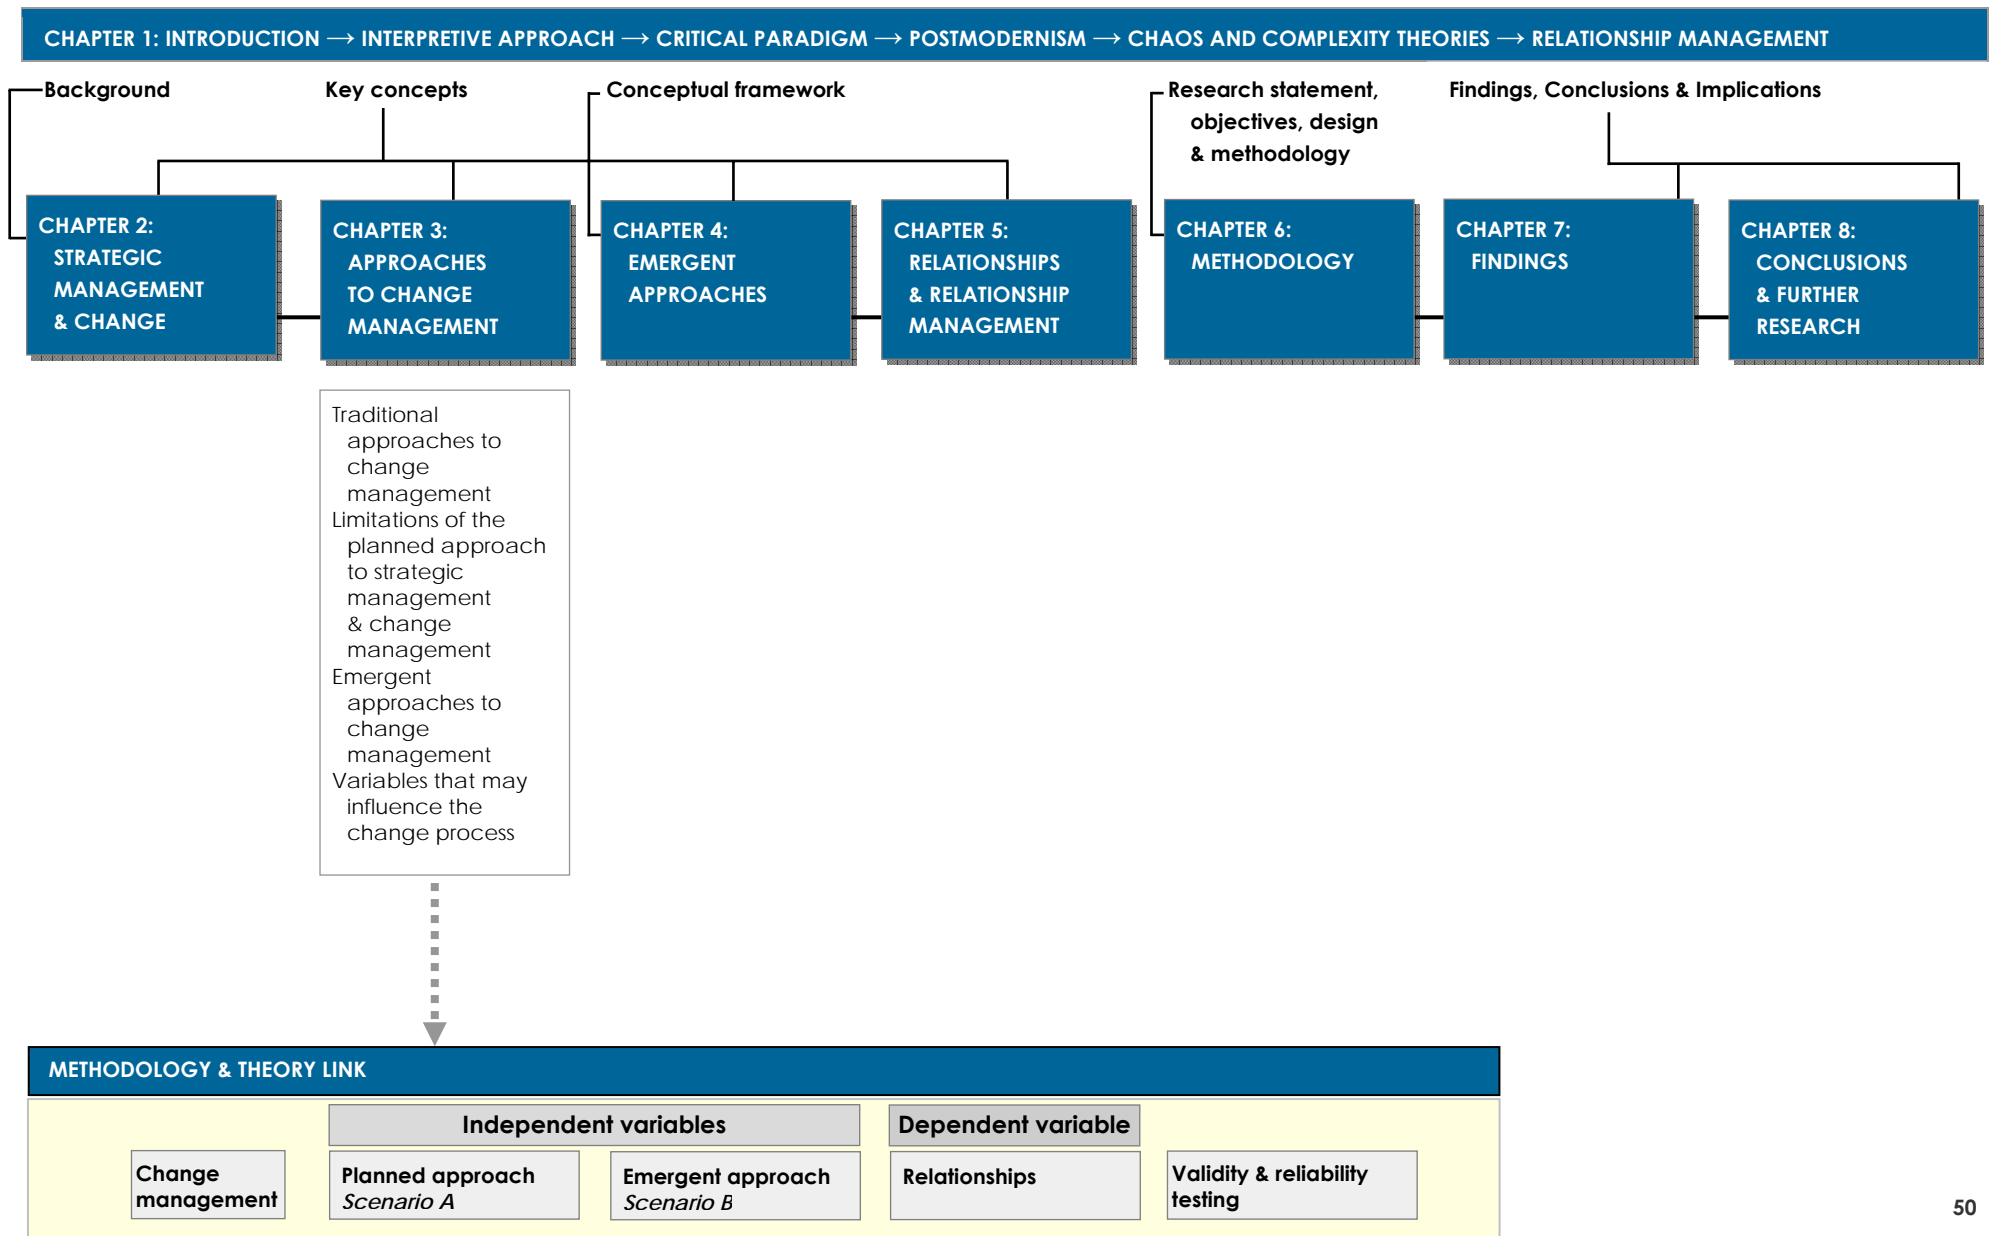 CHAPTER 1: INTRODUCTION → INTERPRETIVE APPROACH → CRITICAL PARADIGM → POSTMODERNISM → CHAOS AND COMPLEXITY THEORIES → RELATIONSHIP MANAGEMENT
Background
Key concepts
Conceptual framework
Research statement,
objectives, design
& methodology
Findings, Conclusions & Implications
CHAPTER 2:
STRATEGIC
MANAGEMENT
& CHANGE
CHAPTER 3:
APPROACHES
TO CHANGE
MANAGEMENT
CHAPTER 4:
EMERGENT
APPROACHES
CHAPTER 5:
RELATIONSHIPS
& RELATIONSHIP
MANAGEMENT
CHAPTER 6:
METHODOLOGY
CHAPTER 7:
FINDINGS
CHAPTER 8:
CONCLUSIONS
& FURTHER
RESEARCH
Traditional
approaches to
change
management
Limitations of the
planned approach
to strategic
management
& change
management
Emergent
approaches to
change
management
Variables that may
influence the
change process
METHODOLOGY & THEORY LINK
Independent variables
Dependent variable
Change
management
Planned approach
Scenario A
Emergent approach
Scenario B
Relationships
Validity & reliability
testing
50